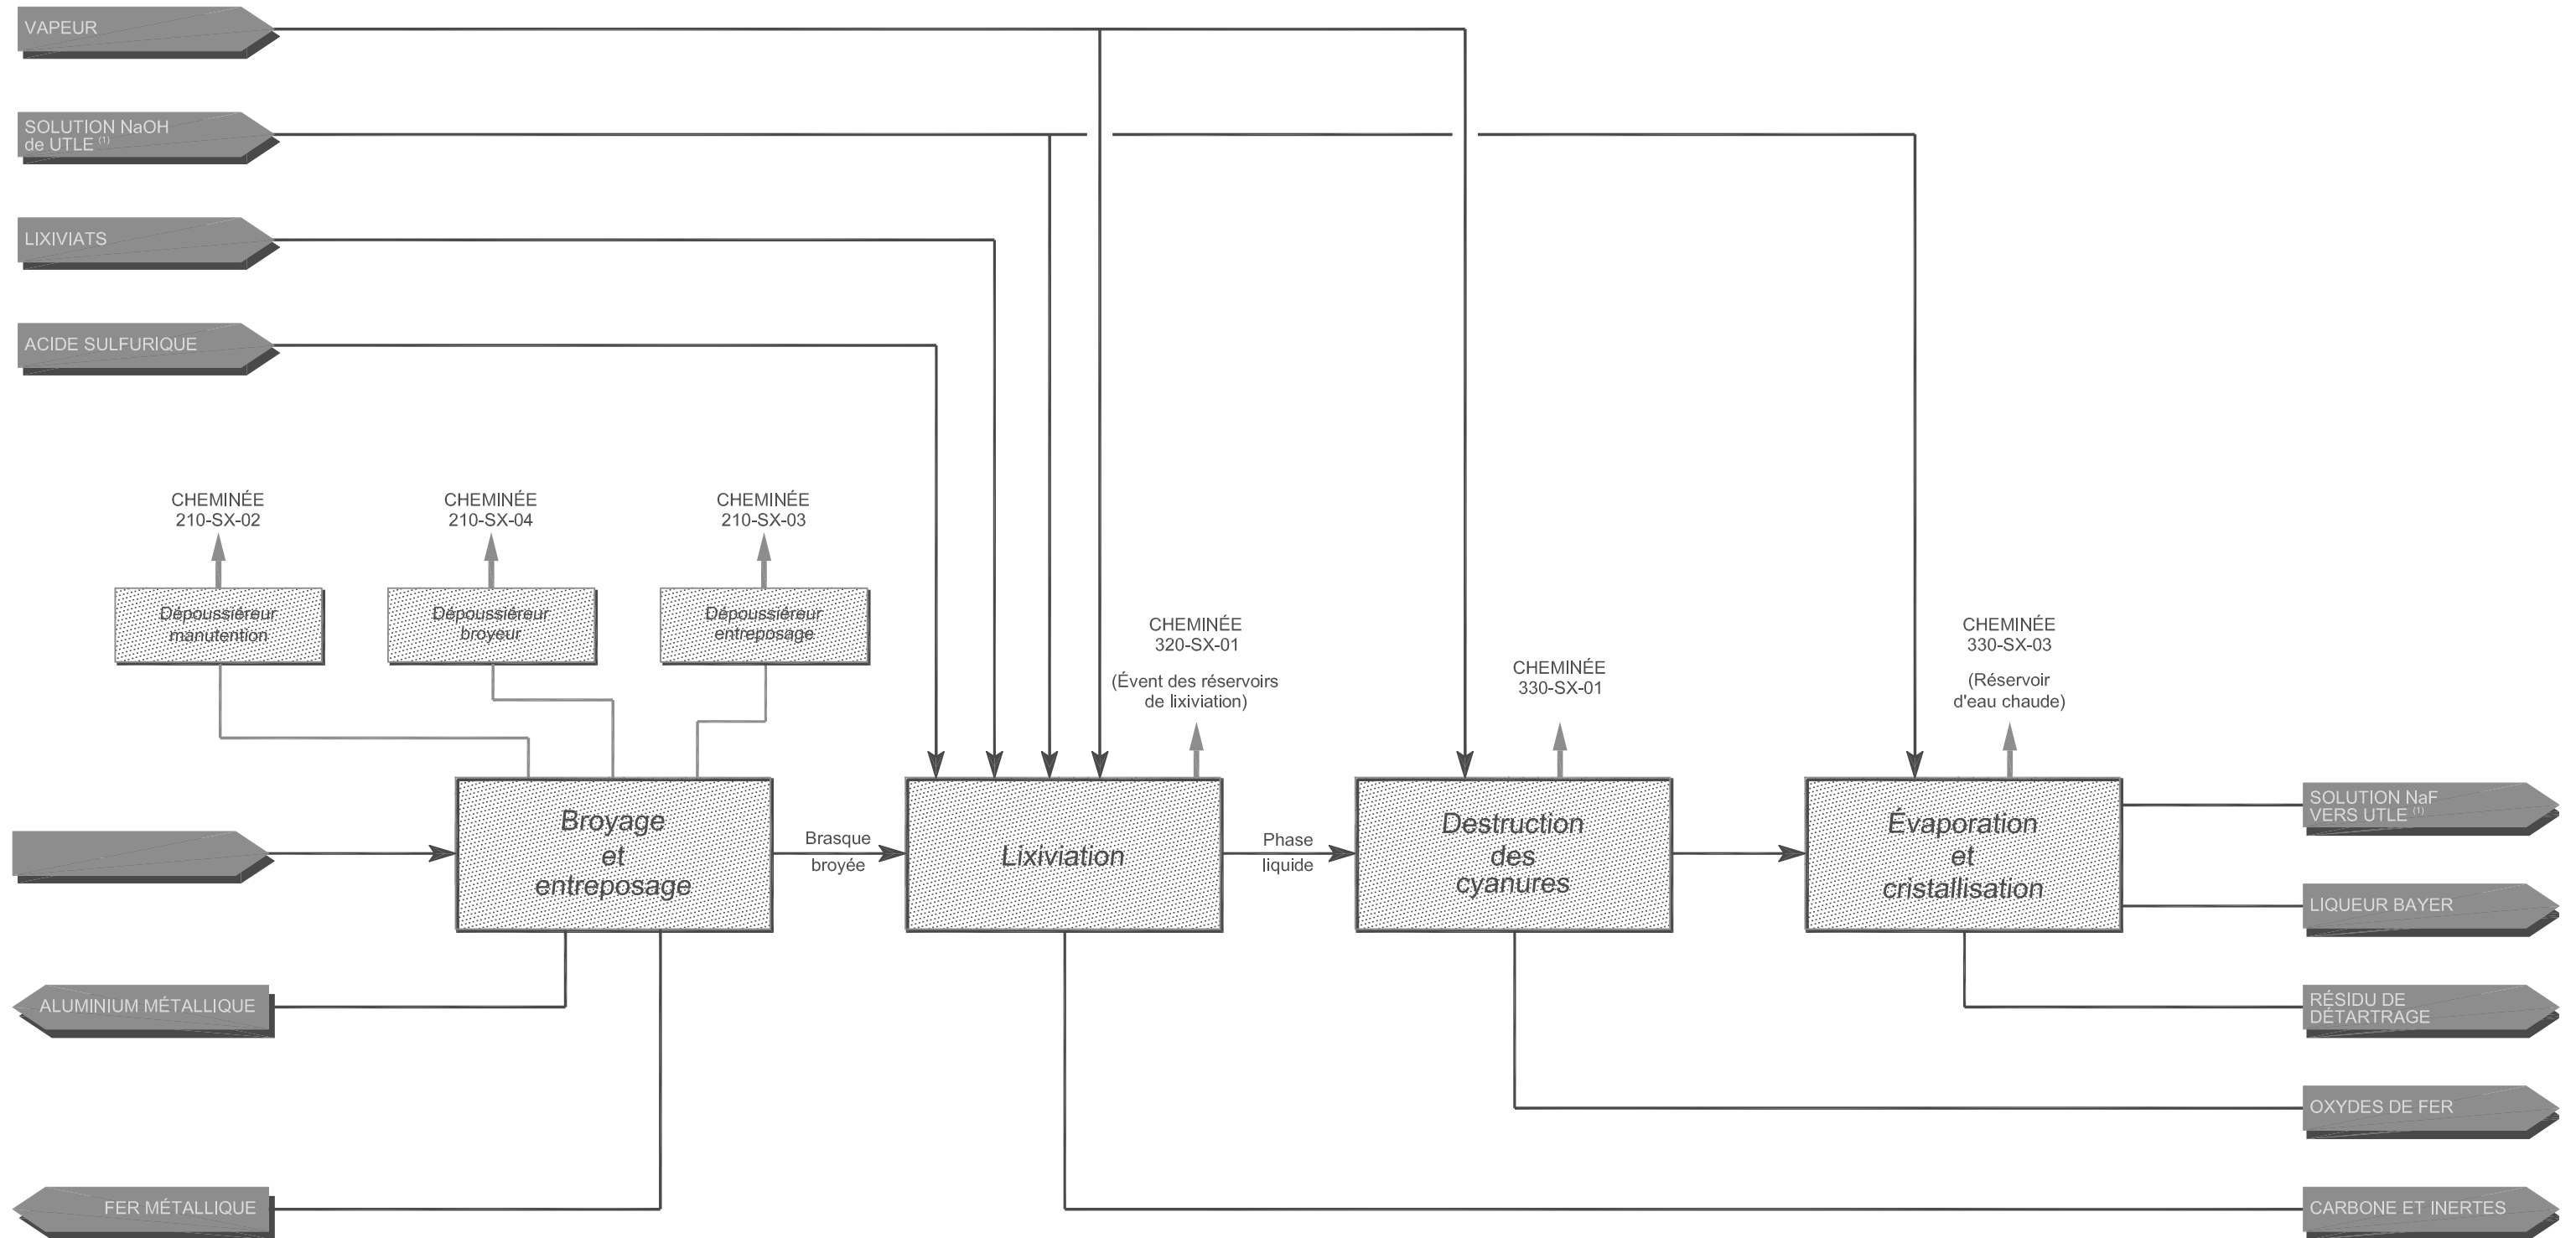 VAPEUR
SOLUTION NaOH
de UTLE (1)
LIXIVIATS
ACIDE SULFURIQUE
CHEMINÉE
210-SX-02
CHEMINÉE
210-SX-04
CHEMINÉE
210-SX-03
Dépoussiéreur
manutention
Dépoussiéreur
broyeur
Dépoussiéreur
entreposage
CHEMINÉE
320-SX-01
(Évent des réservoirs
de lixiviation)
CHEMINÉE
330-SX-01
CHEMINÉE
330-SX-03
(Réservoir
d'eau chaude)
Broyage
et
entreposage
Brasque
broyée
Lixiviation
Phase
liquide
Destruction
des
cyanures
Évaporation
et
cristallisation
SOLUTION NaF
VERS UTLE (1)
LIQUEUR BAYER
ALUMINIUM MÉTALLIQUE
RÉSIDU DE
DÉTARTRAGE
OXYDES DE FER
FER MÉTALLIQUE
CARBONE ET INERTES